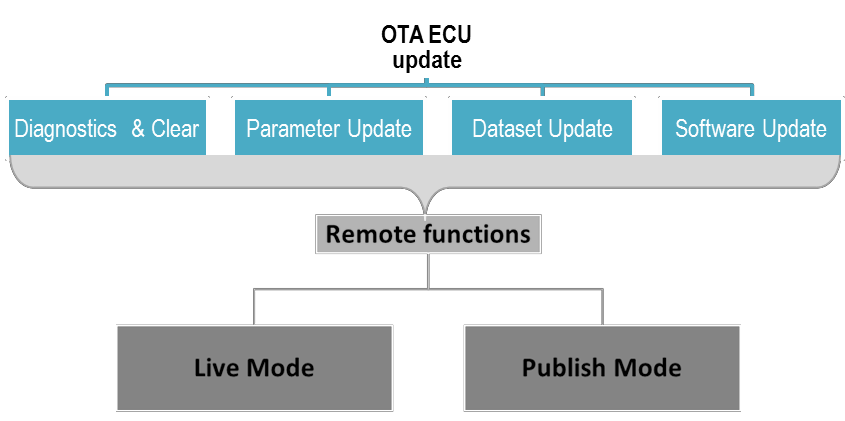 OTA ECU
update
Diagnostics & Clear
Parameter Update
Dataset Update
Software Update
Remote functions
Live Mode
Publish Mode